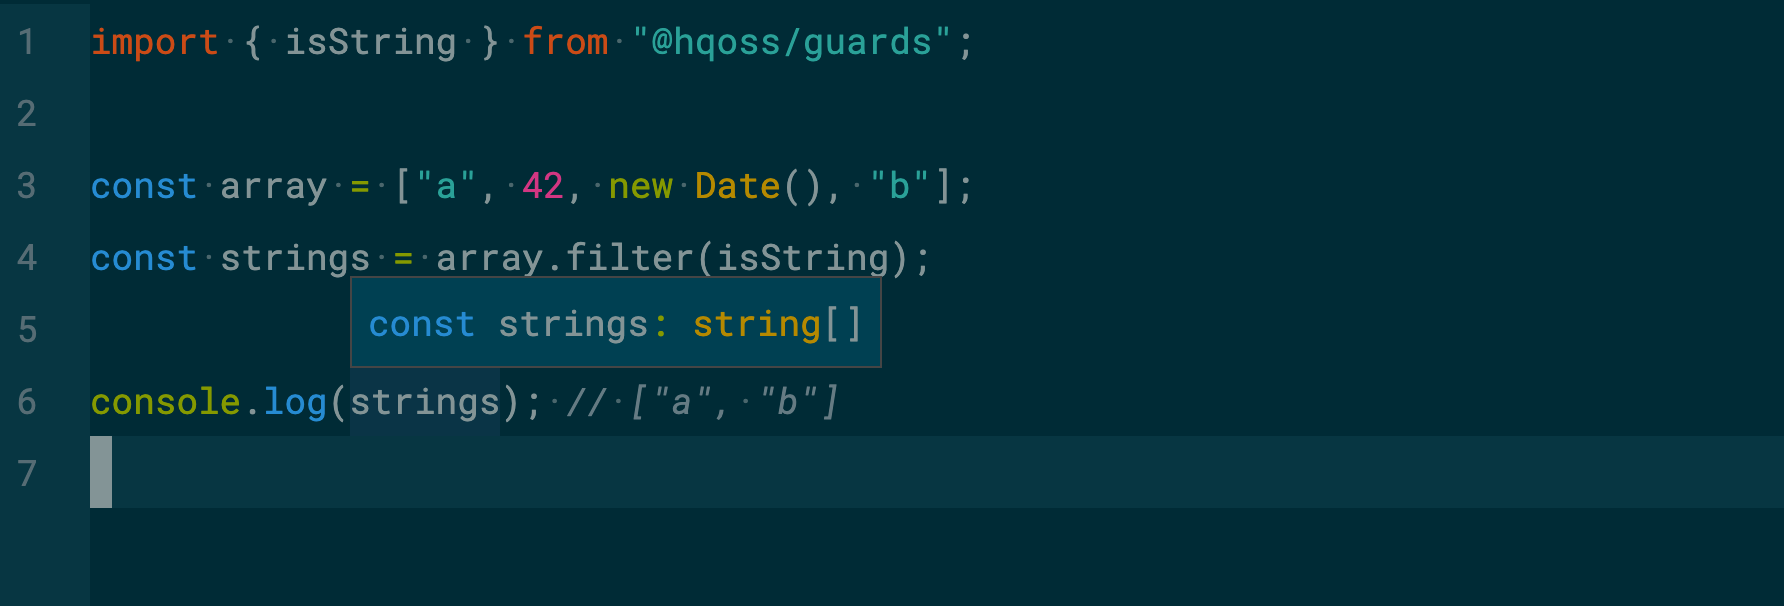 1 import { isString } from "@hqoss/guards";
2
3 const array = ["a", 42, new Date(), "b"];
4 const strings = array.filter(isString);
const strings: string[]
5
6 console.log(strings); // ["a", "b"]
7